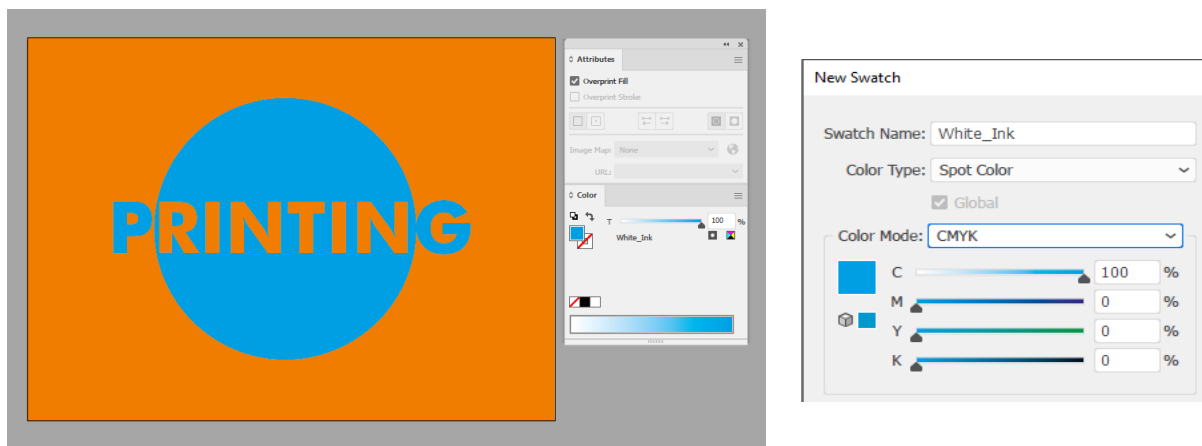 PRINTING
Attributes
Overprint Fill
Overprint Stroke
Image Map: None
URL:
Color
T 100 %
White_Ink
New Swatch
Swatch Name: White_Ink
Color Type: Spot Color
Global
Color Mode: CMYK
C 100 %
M 0 %
Y 0 %
K 0 %